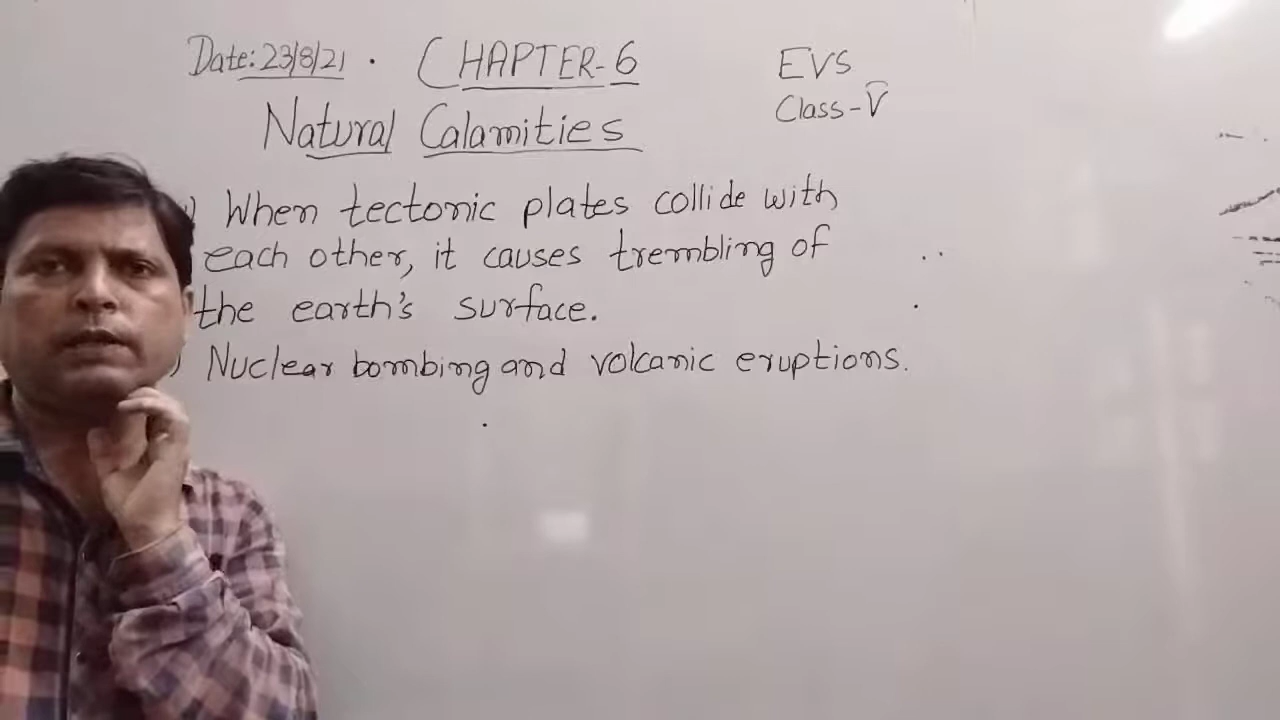 Date: 23/8/21 . CHAPTER-6 EVS
Natural Calamities Class-V
) When tectonic plates collide with
each other, it causes trembling of
the earth's surface.
) Nuclear bombing and volcanic eruptions.